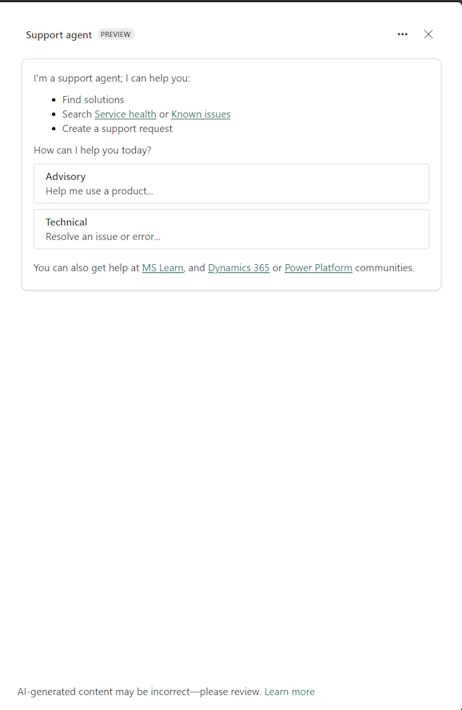 Support agent PREVIEW
I'm a support agent; I can help you:
Find solutions
Search Service health or Known issues
Create a support request
How can I help you today?
Advisory
Help me use a product...
Technical
Resolve an issue or error...
You can also get help at MS Learn, and Dynamics 365 or Power Platform communities.
AI-generated content may be incorrect—please review. Learn more